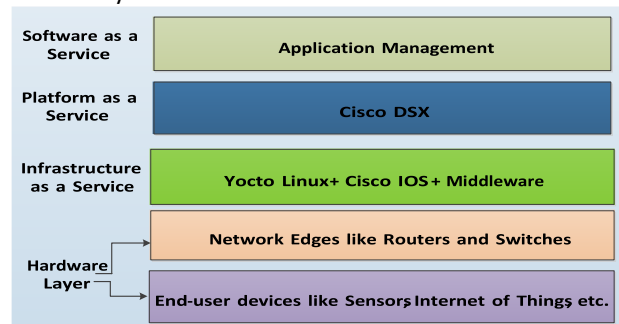 Software as a
Service
Application Management
Platform as a
Service
Cisco DSX
Infrastructure
as a Service
Yocto Linux+ Cisco IOS+ Middleware
Network Edges like Routers and Switches
Hardware
Layer
End-user devices like Sensors, Internet of Things, etc.